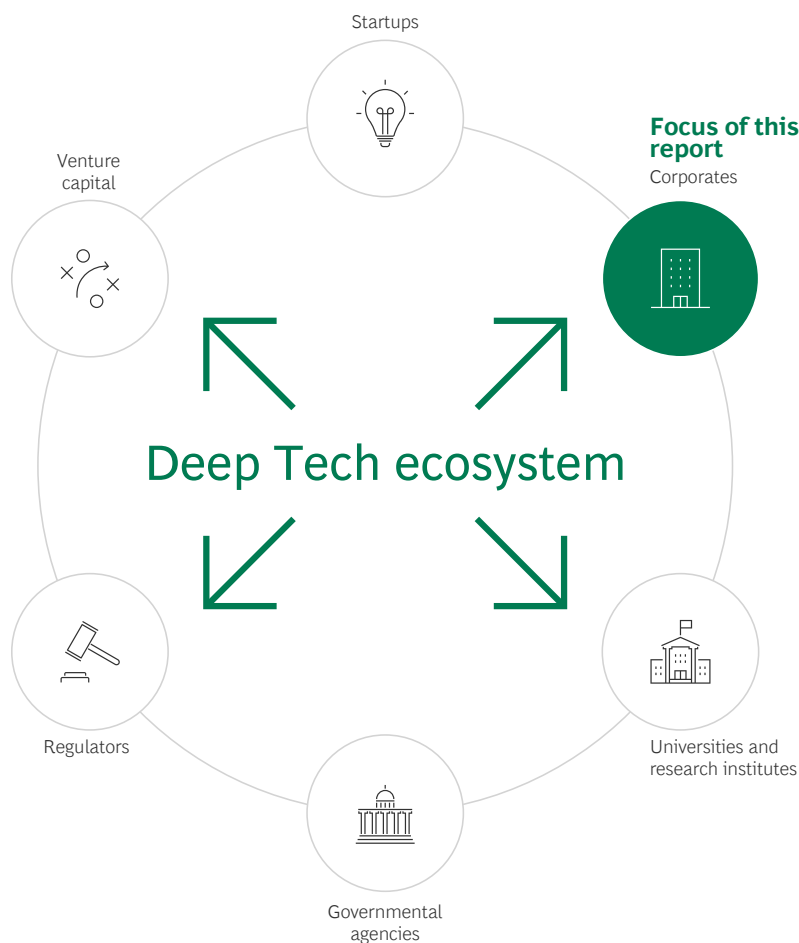 Startups
Focus of this
report
Corporates
Venture
capital
Deep Tech ecosystem
Regulators
Universities and
research institutes
Governmental
agencies